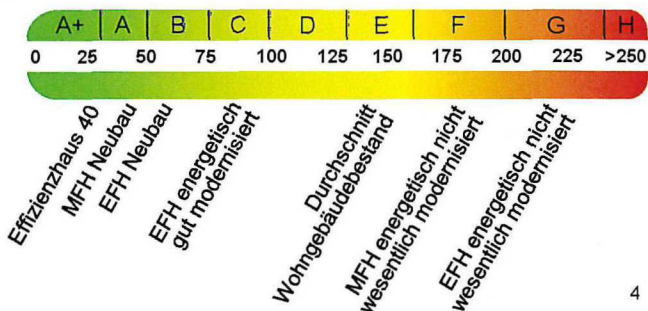 A+ A B C D E F G H
0 25 50 75 100 125 150 175 200 225 >250
Effizienzhaus 40
MFH Neubau
EFH Neubau
EFH energetisch
gut modernisiert
Durchschnitt
Wohngebäudebestand
MFH energetisch nicht
wesentlich modernisiert
EFH energetisch nicht
wesentlich modernisiert
4